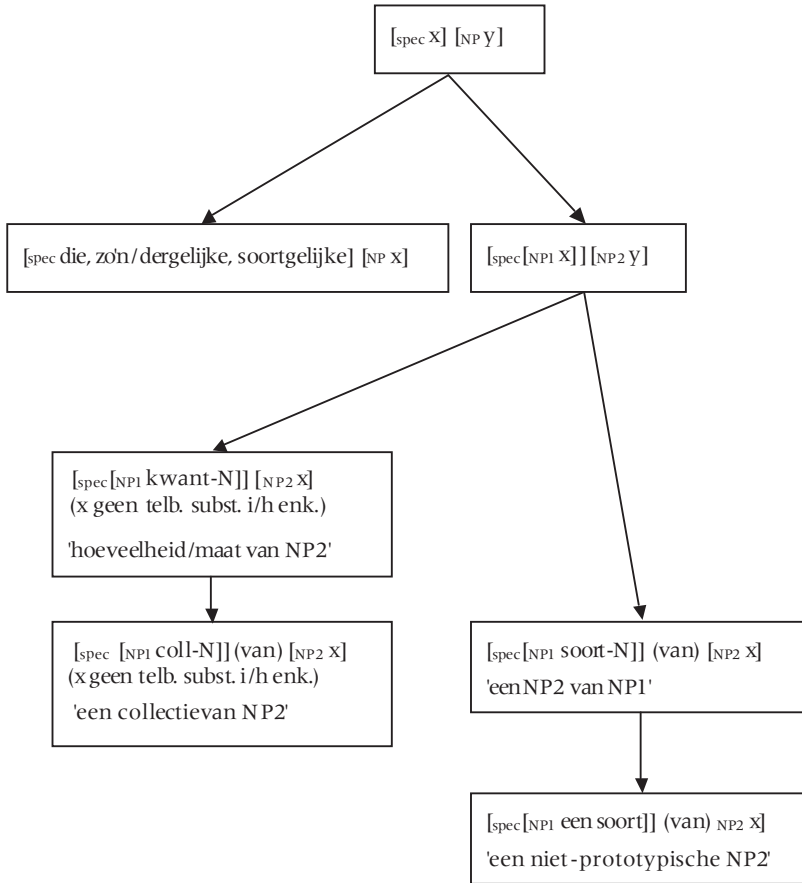 [spec x] [NP y]
[spec die, zo'n/dergelijke, soortgelijke] [NP x]
[spec[NP1 x]] [NP2 y]
[spec[NP1 kwant-N]] [NP2 x]
(x geen telb. subst. i/h enk.)
'hoeveelheid/maat van NP2'
[spec [NP1 coll-N]] (van) [NP2 x]
(x geen telb. subst. i/h enk.)
'een collectievan NP2'
[spec[NP1 soort-N]] (van) [NP2 x]
'een NP2 van NP1'
[spec[NP1 een soort]] (van) NP2 x]
'een niet-prototypische NP2'